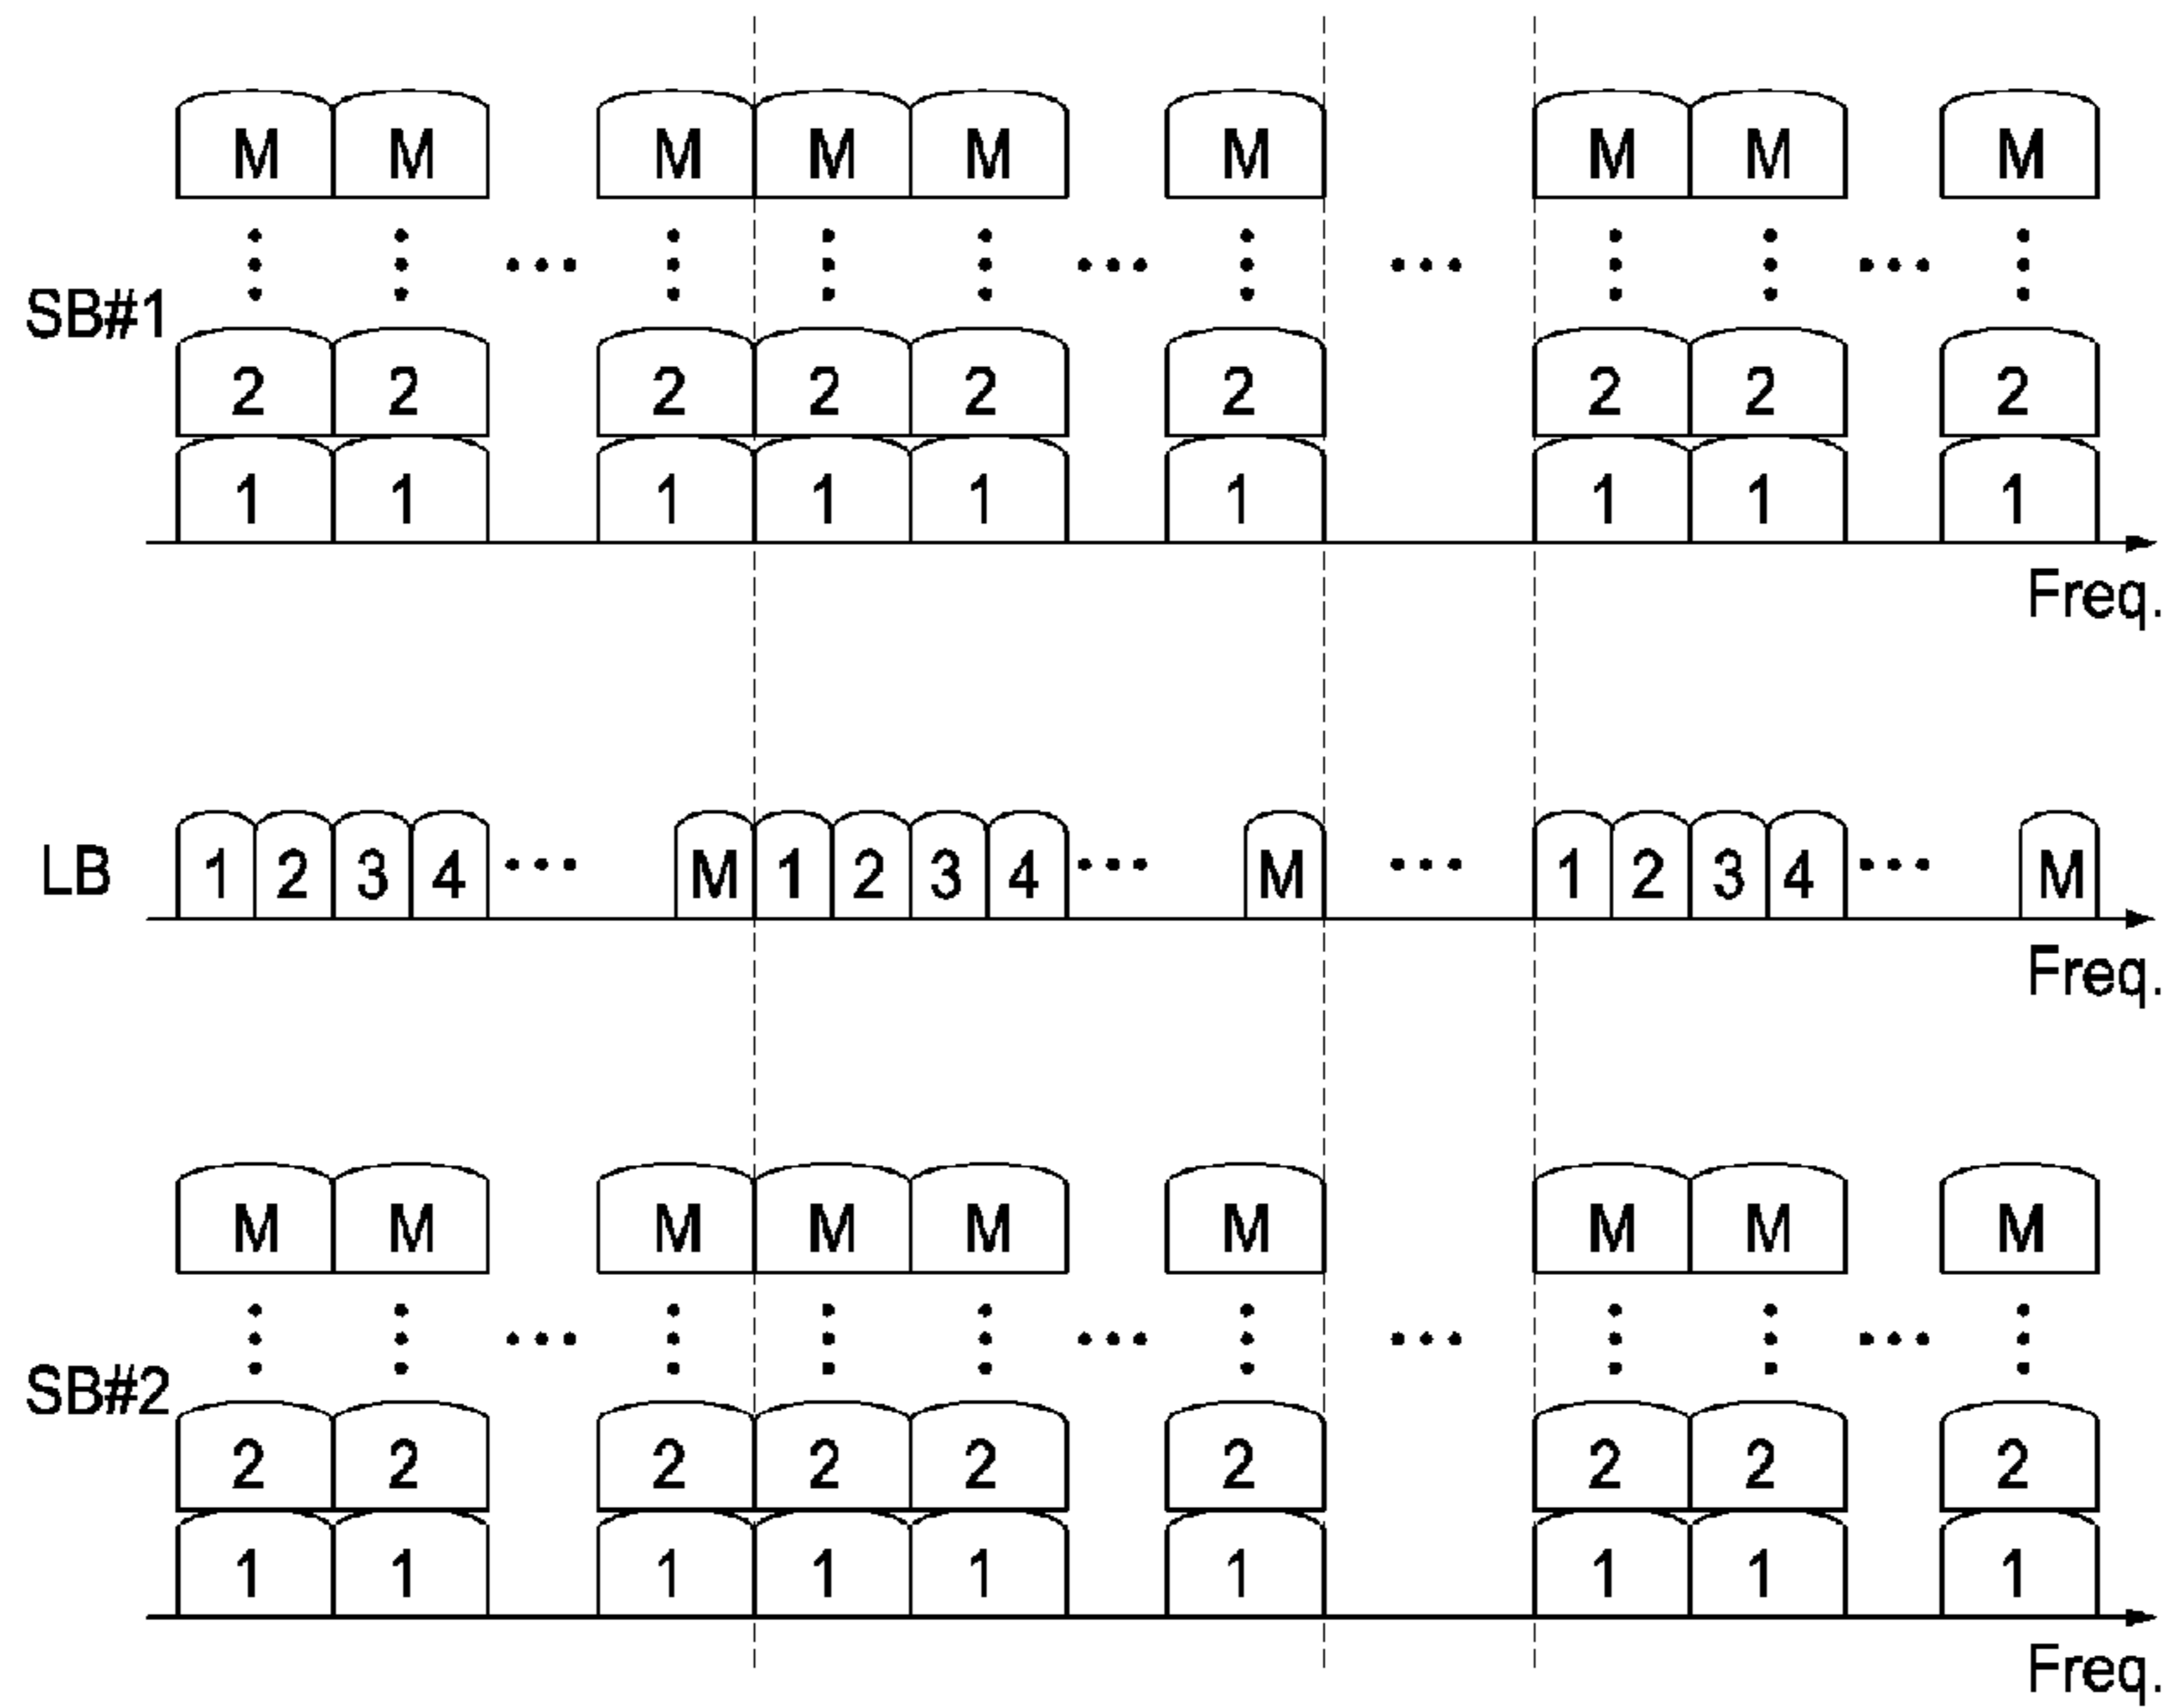 M M M M M M M M M
... ... ... ...
SB#1
2 2 2 2 2 2 2 2 2
1 1 1 1 1 1 1 1 1
Freq.
LB 1 2 3 4 ... M 1 2 3 4 ... M ... 1 2 3 4 ... M
Freq.
M M M M M M M M M
... ... ... ...
SB#2
2 2 2 2 2 2 2 2 2
1 1 1 1 1 1 1 1 1
Freq.